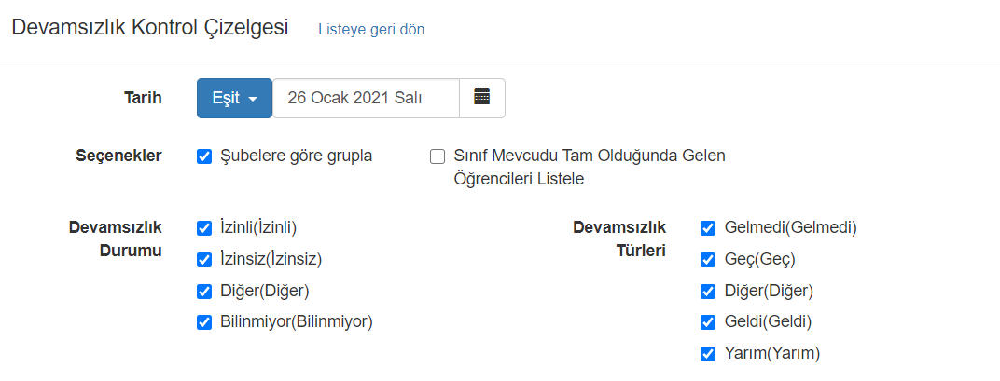 Devamsızlık Kontrol Çizelgesi Listeye geri dön
Tarih Eşit 26 Ocak 2021 Salı
Seçenekler Şubelere göre grupla Sınıf Mevcudu Tam Olduğunda Gelen
Öğrencileri Listele
Devamsızlık İzinli(İzinli) Devamsızlık Gelmedi(Gelmedi)
Durumu İzinsiz(İzinsiz) Türleri Geç(Geç)
Diğer(Diğer) Diğer(Diğer)
Bilinmiyor(Bilinmiyor) Geldi(Geldi)
Yarım(Yarım)